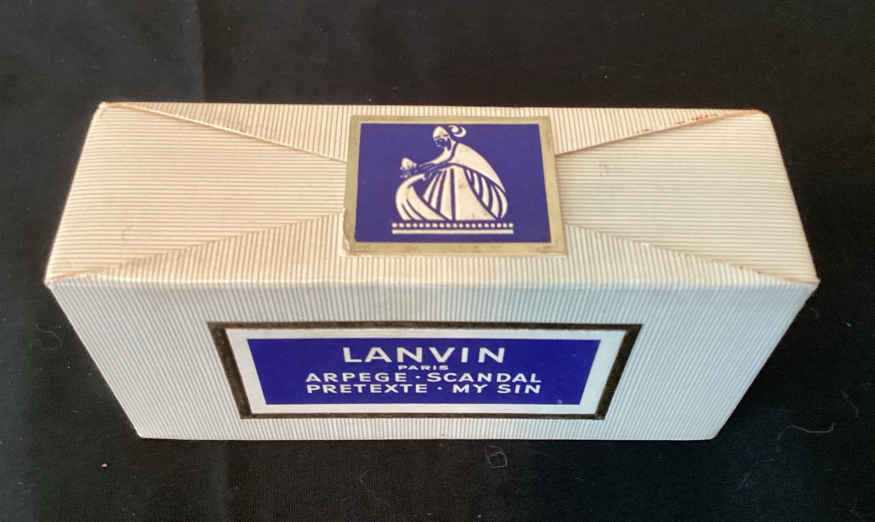 LANVIN
PARIS
ARPEGE · SCANDAL
PRETEXTE · MY SIN